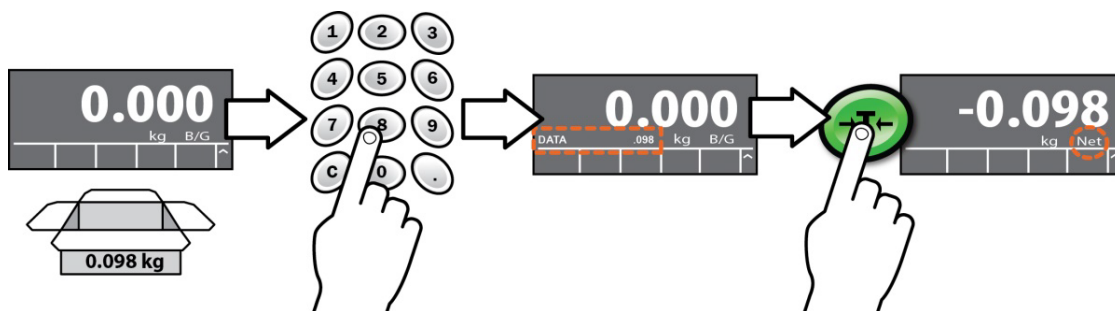 0.000
kg B/G
^
0.098 kg
1 2 3
4 5 6
7 8 9
C 0 .
0.000
DATA .098 kg B/G
^
T
-0.098
kg Net
^